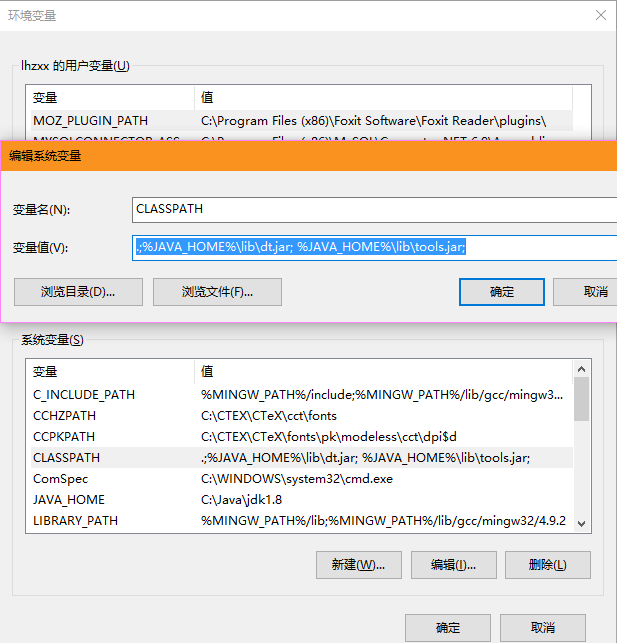 环境变量
lhzxx 的用户变量(U)
变量 值
MOZ_PLUGIN_PATH C:\Program Files (x86)\Foxit Software\Foxit Reader\plugins\
编辑系统变量
变量名(N): CLASSPATH
变量值(V): .;%JAVA_HOME%\lib\dt.jar; %JAVA_HOME%\lib\tools.jar;
浏览目录(D)... 浏览文件(F)... 确定 取消
系统变量(S)
变量 值
C_INCLUDE_PATH %MINGW_PATH%/include;%MINGW_PATH%/lib/gcc/mingw3...
CCHZPATH C:\CTEX\CTeX\cct\fonts
CCPKPATH C:\CTEX\CTeX\fonts\pk\modeless\cct\dpi$d
CLASSPATH .;%JAVA_HOME%\lib\dt.jar; %JAVA_HOME%\lib\tools.jar;
ComSpec C:\WINDOWS\system32\cmd.exe
JAVA_HOME C:\Java\jdk1.8
LIBRARY_PATH %MINGW_PATH%/lib;%MINGW_PATH%/lib/gcc/mingw32/4.9.2
新建(W)... 编辑(I)... 删除(L)
确定 取消